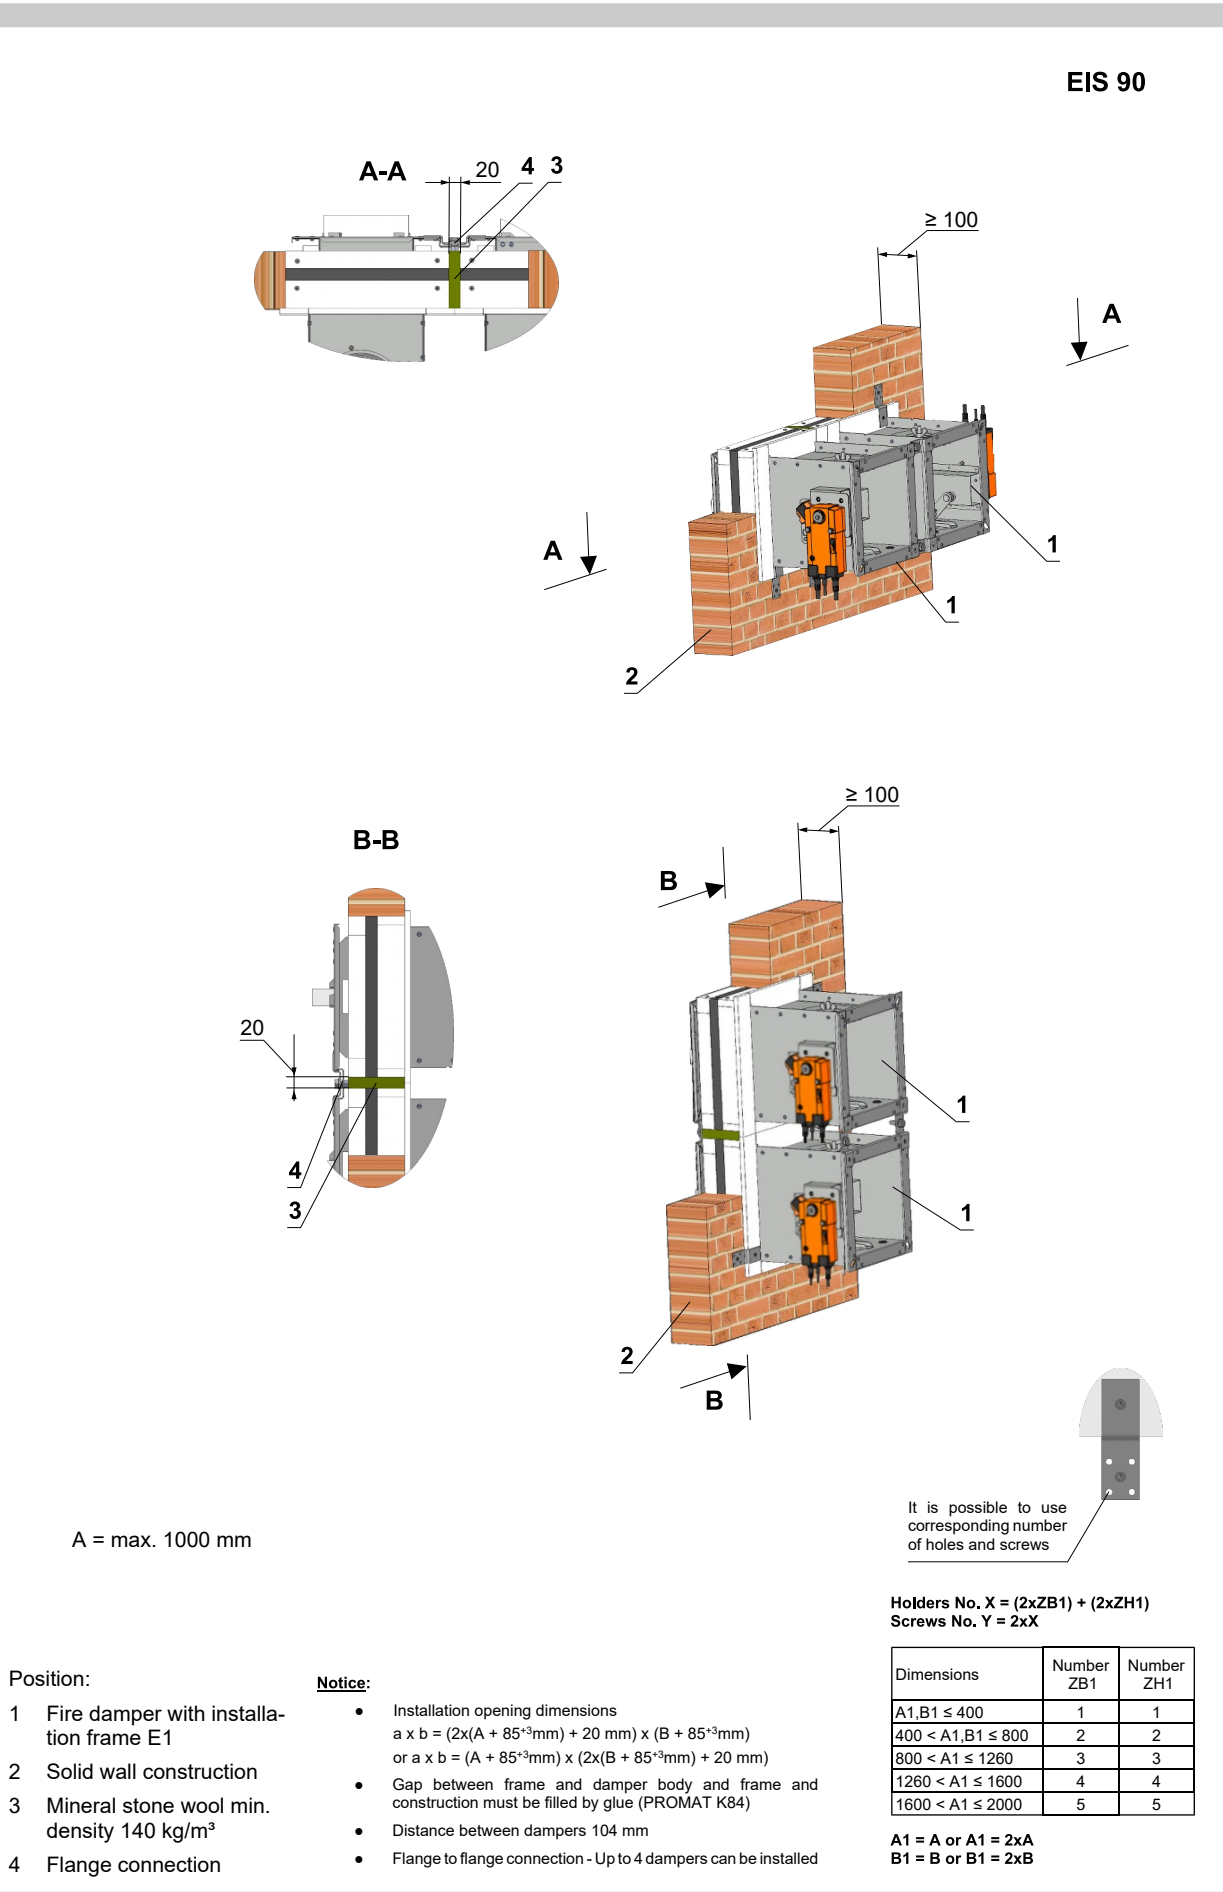 EIS 90
A-A
20
4
3
≥ 100
A
A
1
1
2
≥ 100
B-B
B
20
1
4
3
1
2
B
It is possible to use
corresponding number
of holes and screws
A = max. 1000 mm
Holders No. X = (2xZB1) + (2xZH1)
Screws No. Y = 2xX
Dimensions Number ZB1 Number ZH1
A1,B1 ≤ 400 1 1
400 < A1,B1 ≤ 800 2 2
800 < A1 ≤ 1260 3 3
1260 < A1 ≤ 1600 4 4
1600 < A1 ≤ 2000 5 5
A1 = A or A1 = 2xA
B1 = B or B1 = 2xB
Position:
1 Fire damper with installa-
tion frame E1
2 Solid wall construction
3 Mineral stone wool min.
density 140 kg/m³
4 Flange connection
Notice:
• Installation opening dimensions
a x b = (2x(A + 85⁺³mm) + 20 mm) x (B + 85⁺³mm)
or a x b = (A + 85⁺³mm) x (2x(B + 85⁺³mm) + 20 mm)
• Gap between frame and damper body and frame and
construction must be filled by glue (PROMAT K84)
• Distance between dampers 104 mm
• Flange to flange connection - Up to 4 dampers can be installed